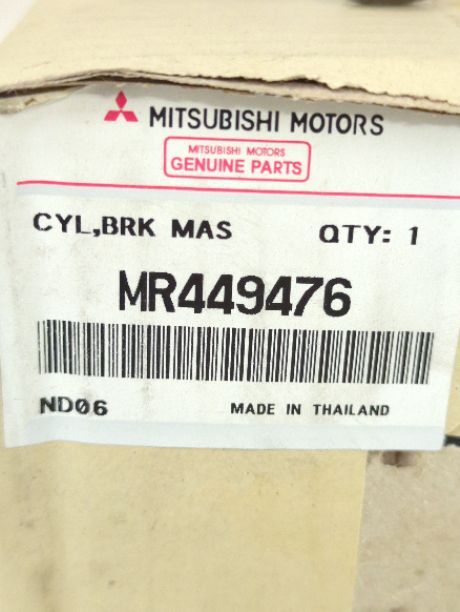 MITSUBISHI MOTORS
MITSUBISHI MOTORS
GENUINE PARTS
CYL,BRK MAS QTY: 1
MR449476
ND06 MADE IN THAILAND